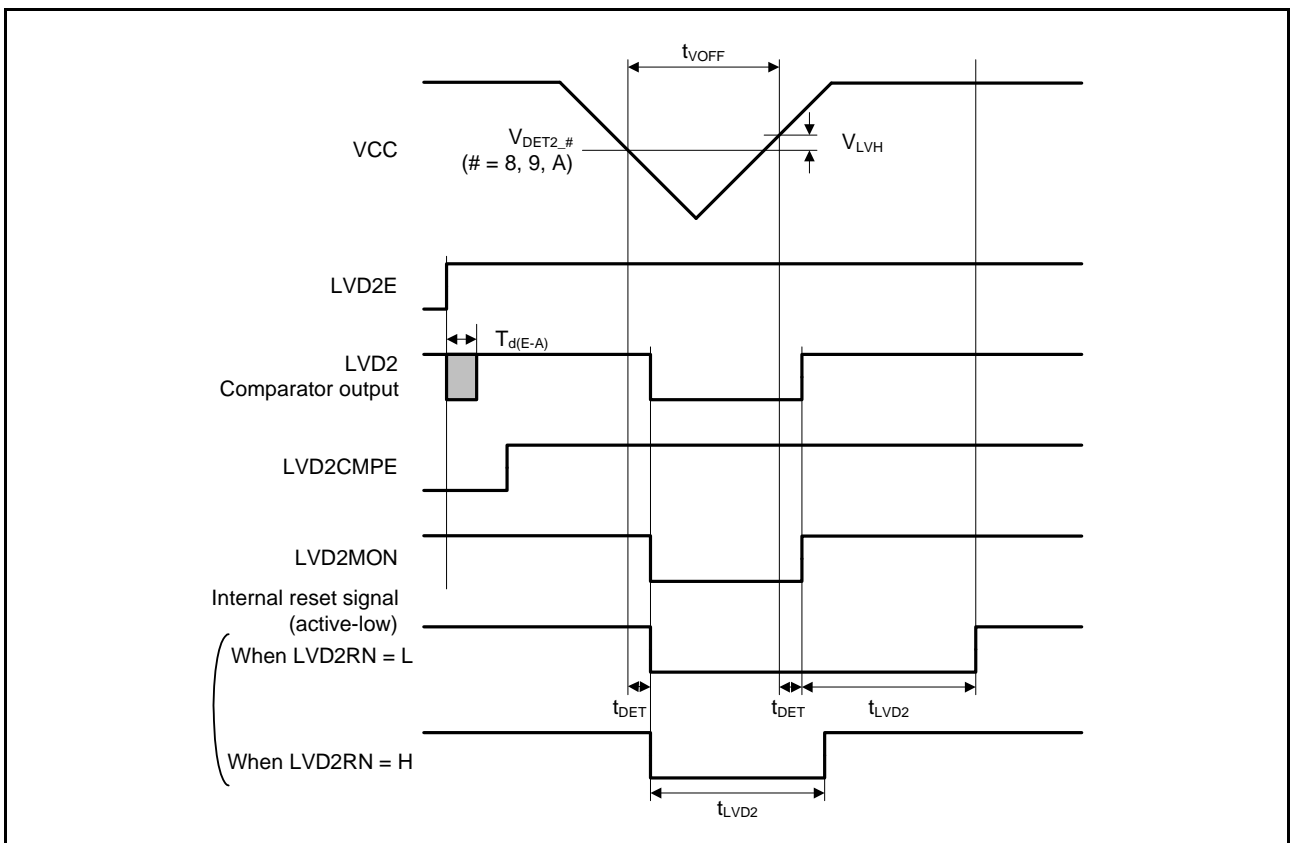 tVOFF
VCC
VDET2_#
(# = 8, 9, A)
VLVH
LVD2E
Td(E-A)
LVD2
Comparator output
LVD2CMPE
LVD2MON
Internal reset signal
(active-low)
When LVD2RN = L
tDET
tDET
tLVD2
When LVD2RN = H
tLVD2